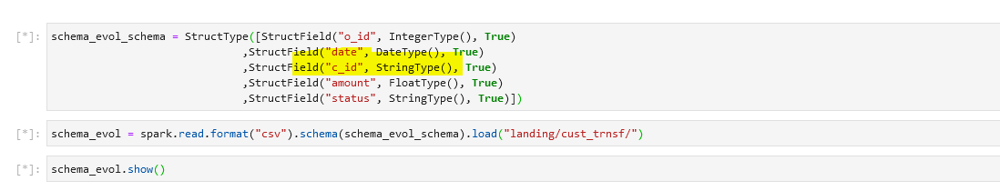 [*]: schema_evol_schema = StructType([StructField("o_id", IntegerType(), True)
,StructField("date", DateType(), True)
,StructField("c_id", StringType(), True)
,StructField("amount", FloatType(), True)
,StructField("status", StringType(), True)])
[*]: schema_evol = spark.read.format("csv").schema(schema_evol_schema).load("landing/cust_trnsf/")
[*]: schema_evol.show()